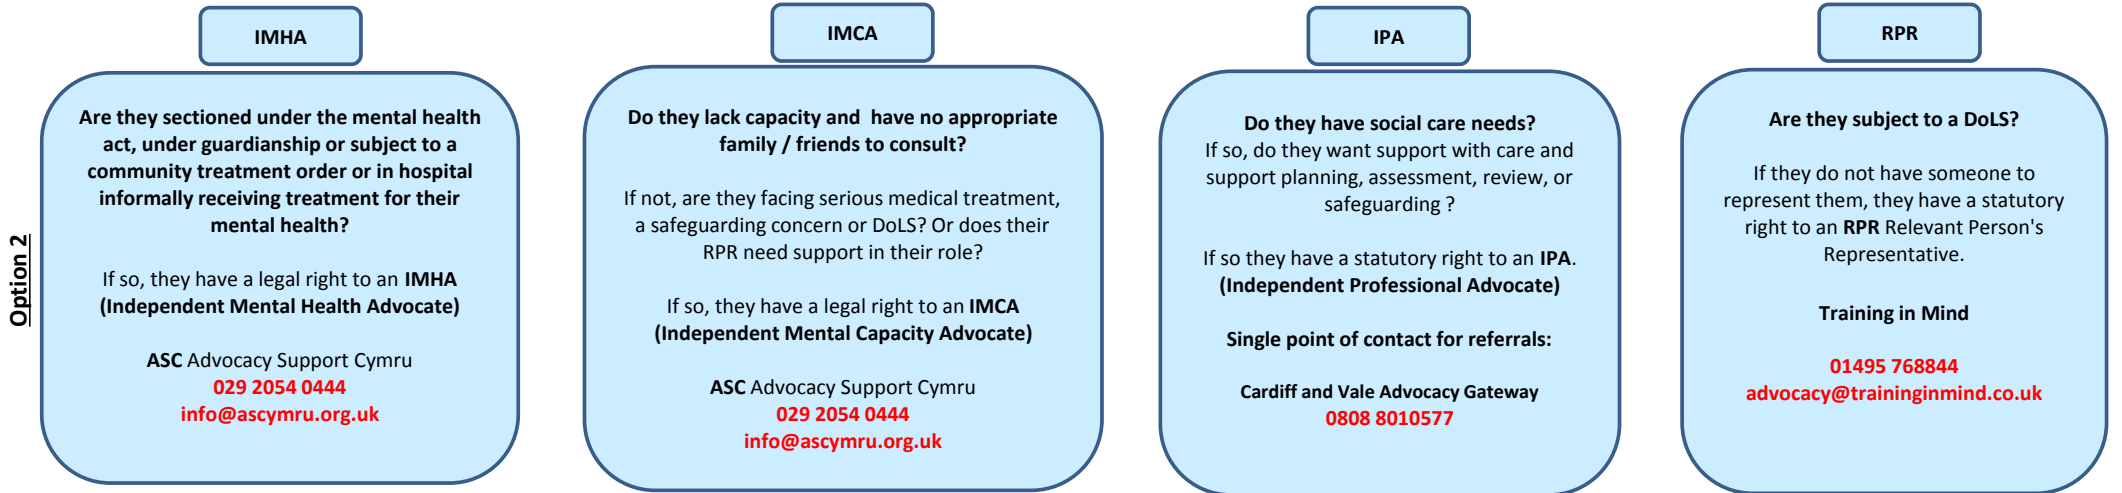 Option 2
IMHA
Are they sectioned under the mental health
act, under guardianship or subject to a
community treatment order or in hospital
informally receiving treatment for their
mental health?
If so, they have a legal right to an IMHA
(Independent Mental Health Advocate)
ASC Advocacy Support Cymru
029 2054 0444
info@ascymru.org.uk
IMCA
Do they lack capacity and  have no appropriate
family / friends to consult?
If not, are they facing serious medical treatment,
a safeguarding concern or DoLS? Or does their
RPR need support in their role?
If so, they have a legal right to an IMCA
(Independent Mental Capacity Advocate)
ASC Advocacy Support Cymru
029 2054 0444
info@ascymru.org.uk
IPA
Do they have social care needs?
If so, do they want support with care and
support planning, assessment, review, or
safeguarding ?
If so they have a statutory right to an IPA.
(Independent Professional Advocate)
Single point of contact for referrals:
Cardiff and Vale Advocacy Gateway
0808 8010577
RPR
Are they subject to a DoLS?
If they do not have someone to
represent them, they have a statutory
right to an RPR Relevant Person's
Representative.
Training in Mind
01495 768844
advocacy@traininginmind.co.uk